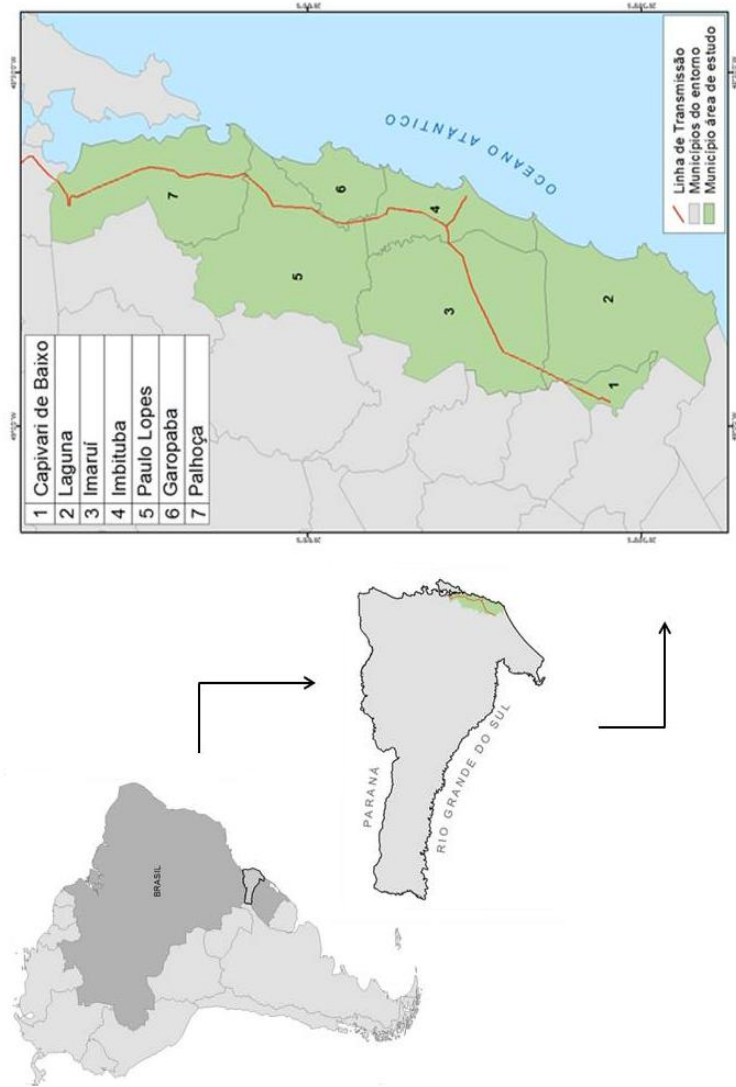 1 Capivari de Baixo
2 Laguna
3 Imaruí
4 Imbituba
5 Paulo Lopes
6 Garopaba
7 Palhoça
7
5
6
4
3
2
1
OCEANO ATÂNTICO
Linha de Transmissão
Municípios do entorno
Município área de estudo
BRASIL
PARANÁ
RIO GRANDE DO SUL